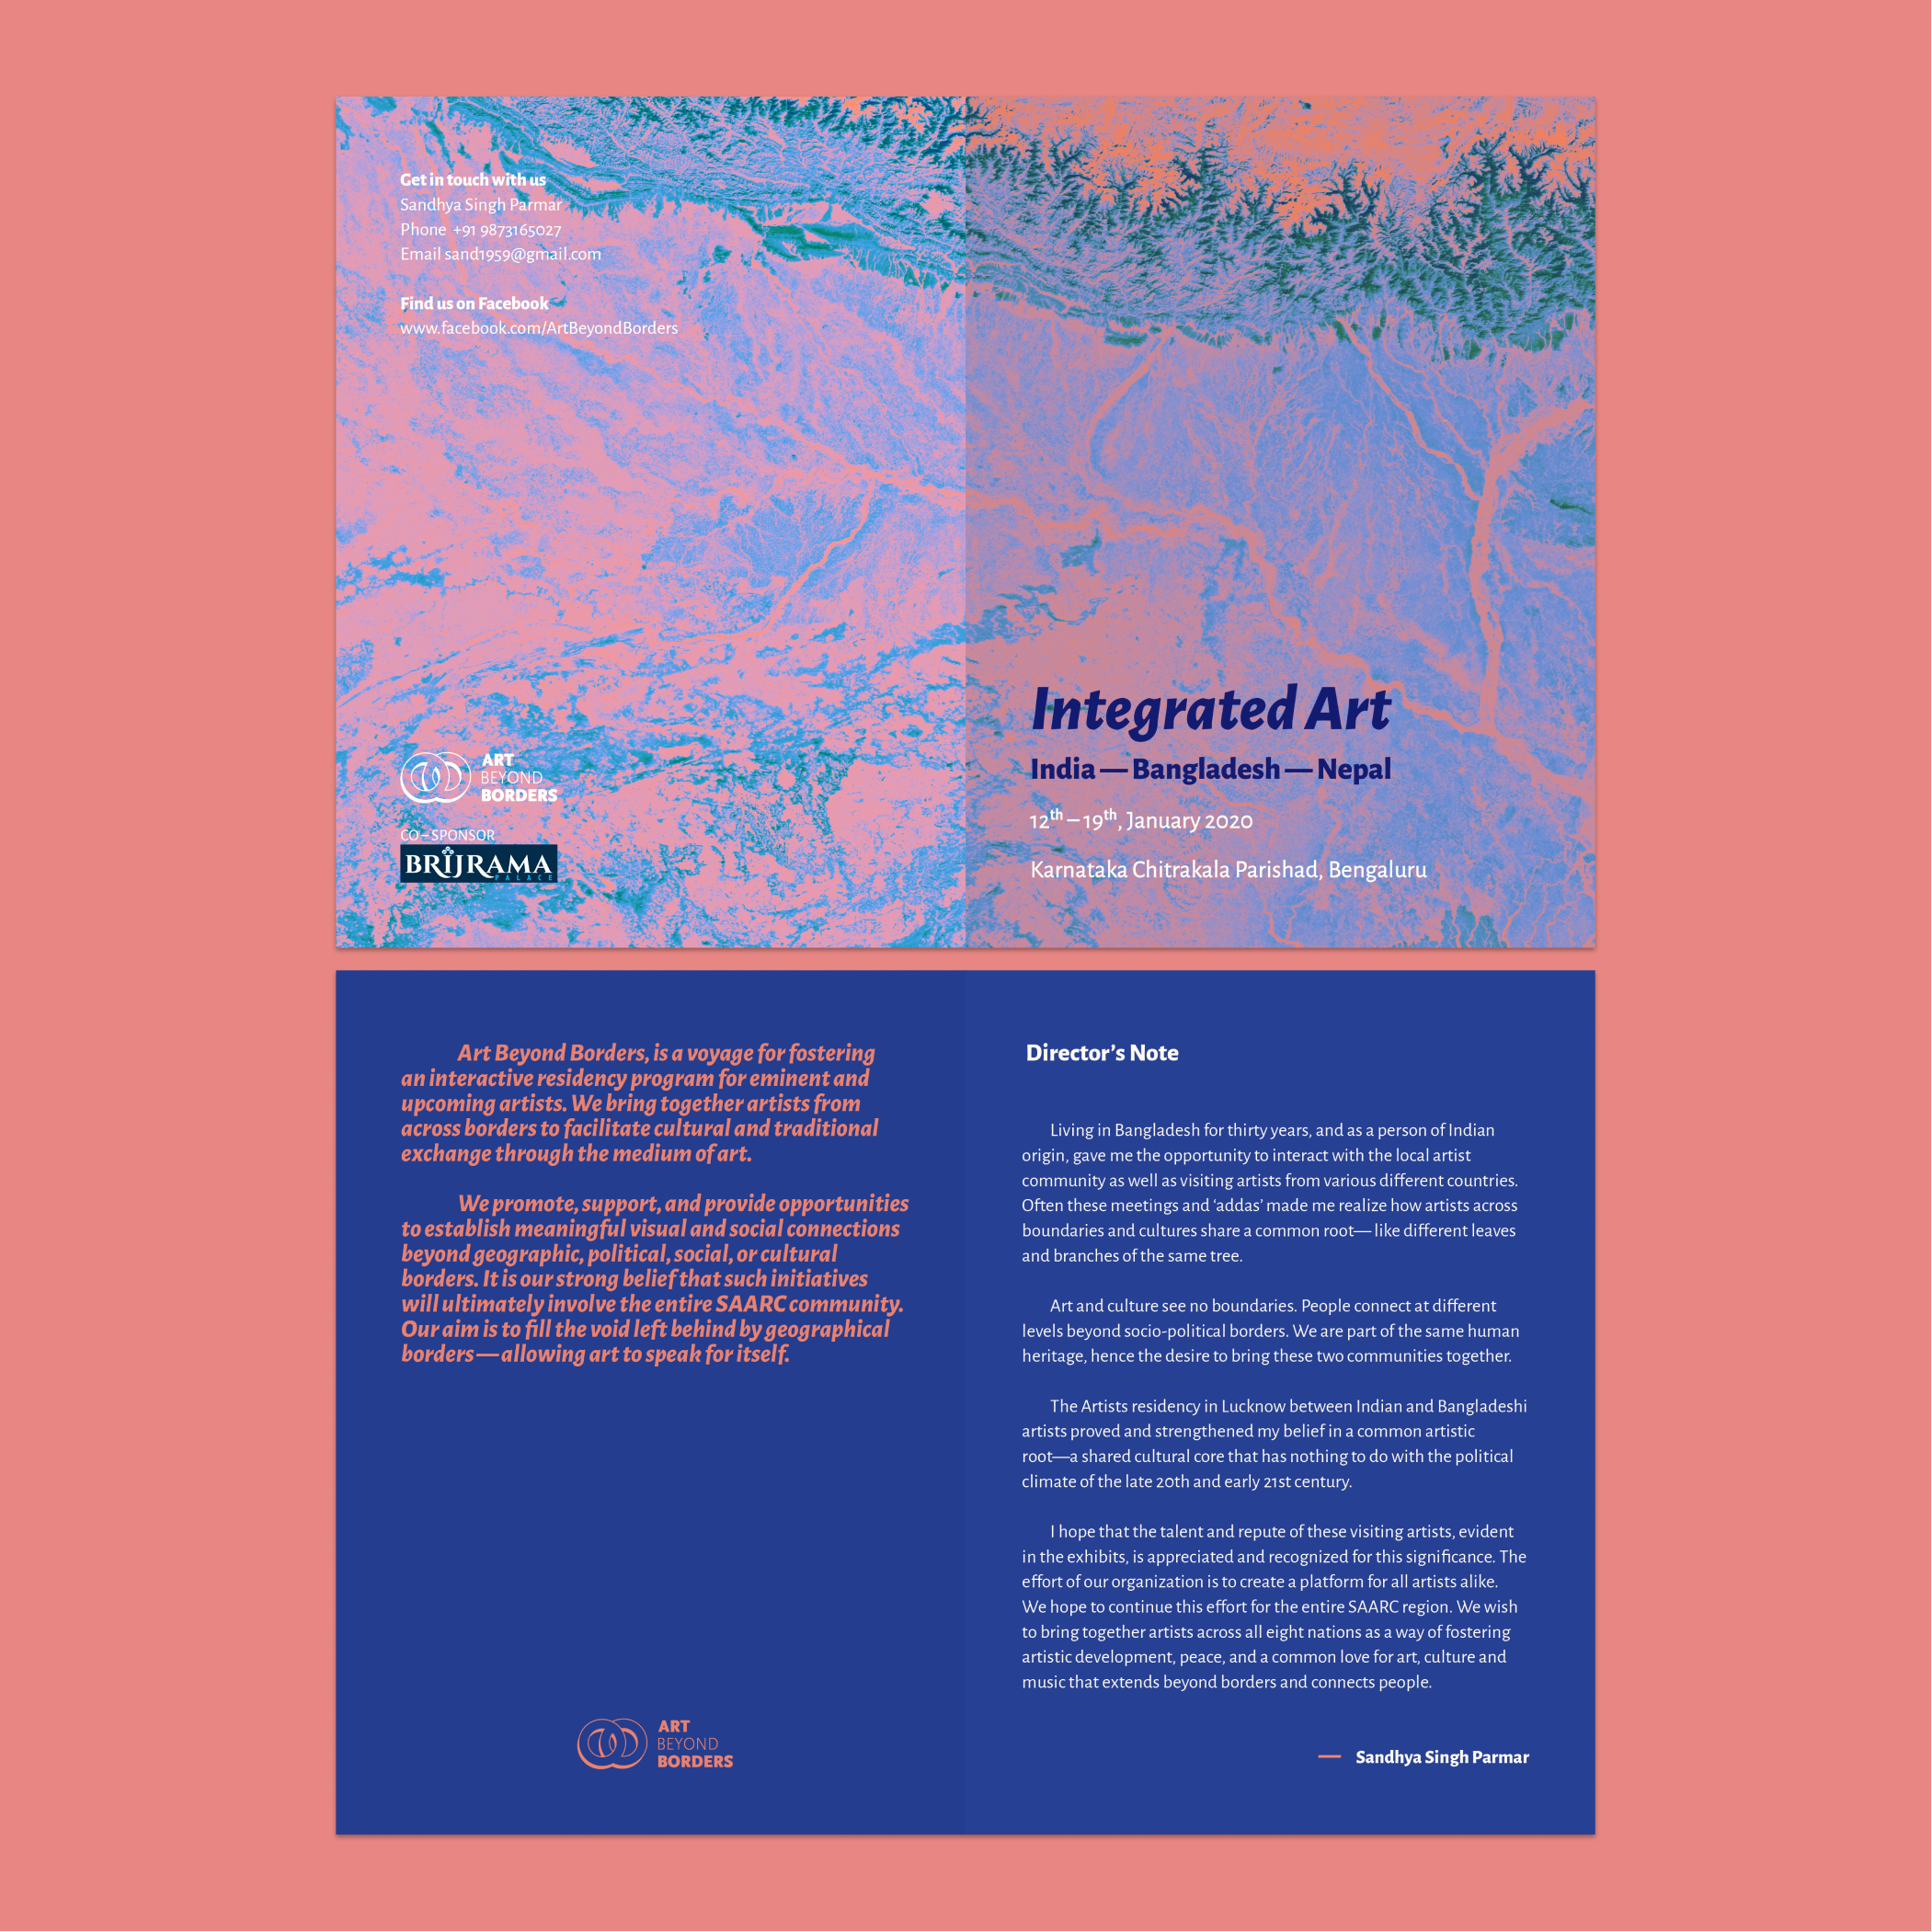 Get in touch with us
Sandhya Singh Parmar
Phone +91 9873165027
Email sand1959@gmail.com
Find us on Facebook
www.facebook.com/ArtBeyondBorders
ART
BEYOND
BORDERS
CO–SPONSOR
BRIJRAMA
PALACE
Integrated Art
India — Bangladesh — Nepal
12th – 19th, January 2020
Karnataka Chitrakala Parishad, Bengaluru
Art Beyond Borders, is a voyage for fostering
an interactive residency program for eminent and
upcoming artists. We bring together artists from
across borders to facilitate cultural and traditional
exchange through the medium of art.
We promote, support, and provide opportunities
to establish meaningful visual and social connections
beyond geographic, political, social, or cultural
borders. It is our strong belief that such initiatives
will ultimately involve the entire SAARC community.
Our aim is to fill the void left behind by geographical
borders — allowing art to speak for itself.
ART
BEYOND
BORDERS
Director’s Note
Living in Bangladesh for thirty years, and as a person of Indian
origin, gave me the opportunity to interact with the local artist
community as well as visiting artists from various different countries.
Often these meetings and ‘addas’ made me realize how artists across
boundaries and cultures share a common root— like different leaves
and branches of the same tree.
Art and culture see no boundaries. People connect at different
levels beyond socio-political borders. We are part of the same human
heritage, hence the desire to bring these two communities together.
The Artists residency in Lucknow between Indian and Bangladeshi
artists proved and strengthened my belief in a common artistic
root—a shared cultural core that has nothing to do with the political
climate of the late 20th and early 21st century.
I hope that the talent and repute of these visiting artists, evident
in the exhibits, is appreciated and recognized for this significance. The
effort of our organization is to create a platform for all artists alike.
We hope to continue this effort for the entire SAARC region. We wish
to bring together artists across all eight nations as a way of fostering
artistic development, peace, and a common love for art, culture and
music that extends beyond borders and connects people.
— Sandhya Singh Parmar